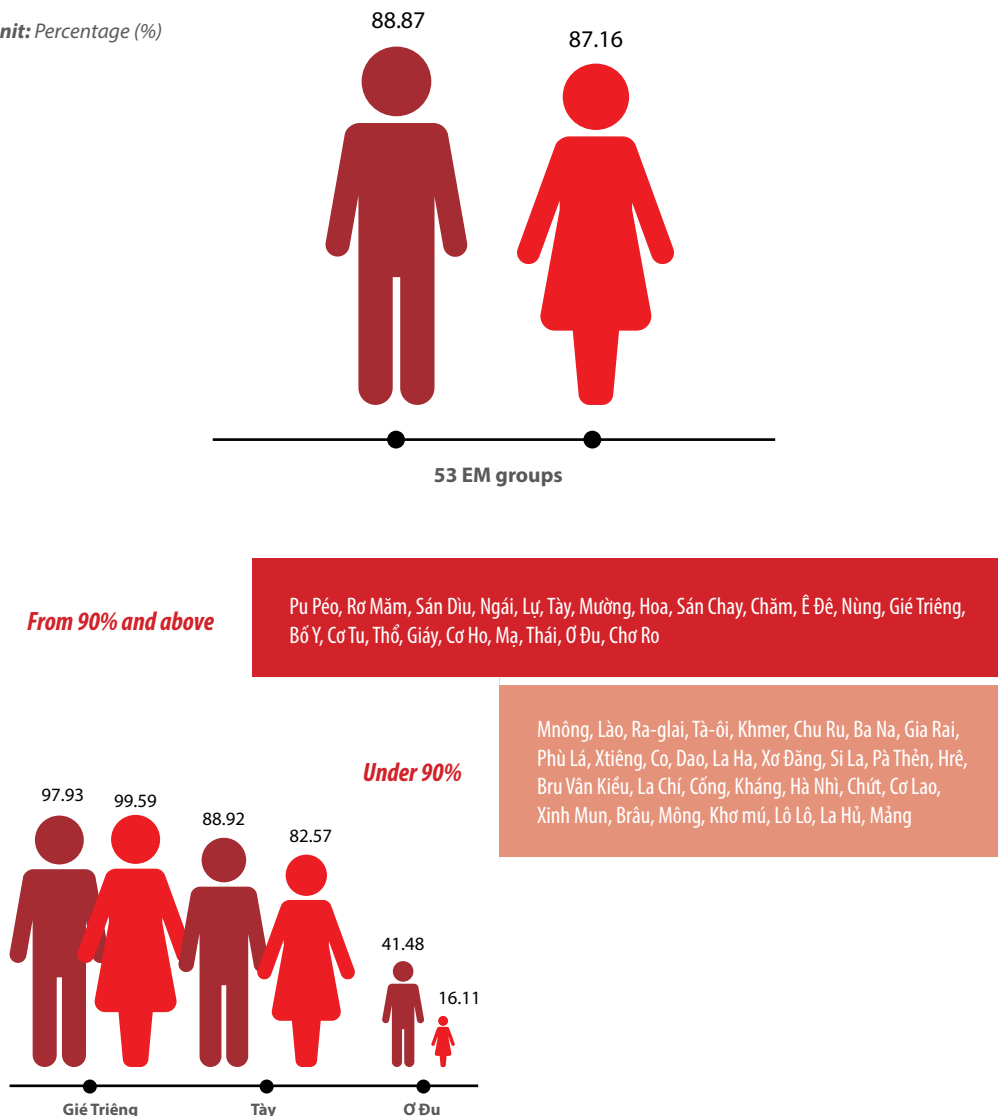 nit: Percentage (%)
88.87
87.16
53 EM groups
From 90% and above
Pu Péo, Rơ Măm, Sán Dìu, Ngái, Lự, Tày, Mường, Hoa, Sán Chay, Chăm, Ê Đê, Nùng, Gié Triêng,
Bố Y, Cơ Tu, Thổ, Giáy, Cơ Ho, Mạ, Thái, Ơ Đu, Chơ Ro
Under 90%
Mnông, Lào, Ra-glai, Tà-ôi, Khmer, Chu Ru, Ba Na, Gia Rai,
Phù Lá, Xtiêng, Co, Dao, La Ha, Xơ Đăng, Si La, Pà Thẻn, Hrê,
Bru Vân Kiều, La Chí, Cống, Kháng, Hà Nhì, Chứt, Cơ Lao,
Xinh Mun, Brâu, Mông, Khơ mú, Lô Lô, La Hủ, Mảng
97.93
99.59
88.92
82.57
41.48
16.11
Gié Triêng
Tày
Ơ Đu